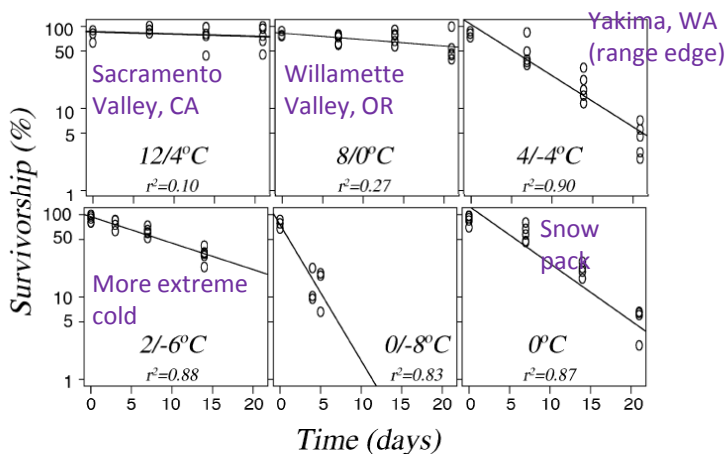 Survivorship (%)
100
50
10
5
1
Sacramento
Valley, CA
12/4°C
r²=0.10
Willamette
Valley, OR
8/0°C
r²=0.27
Yakima, WA
(range edge)
4/-4°C
r²=0.90
Survivorship (%)
100
50
10
5
1
More extreme
cold
2/-6°C
r²=0.88
0/-8°C
r²=0.83
Snow
pack
0°C
r²=0.87
0 5 10 15 20
0 5 10 15 20
0 5 10 15 20
Time (days)